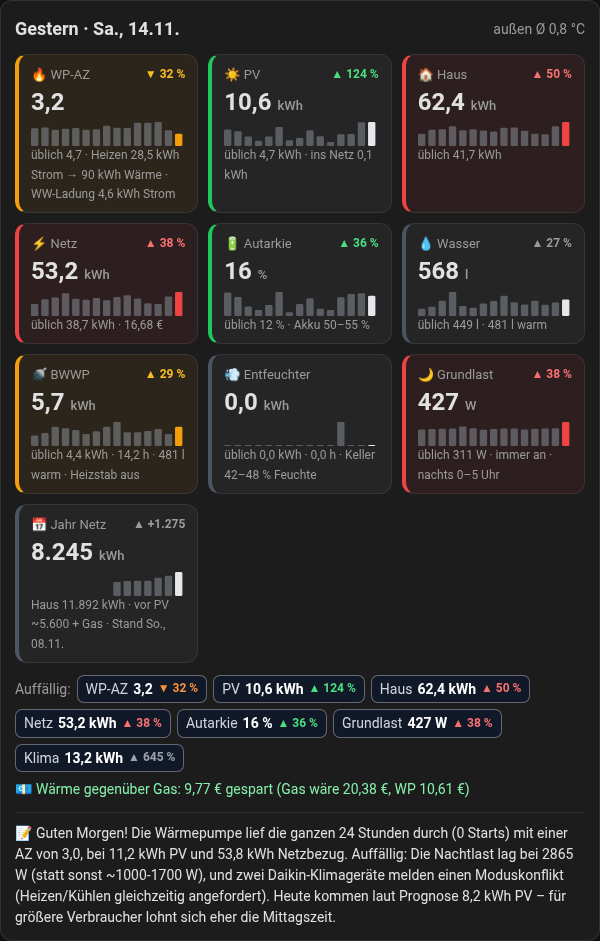 Gestern · Sa., 14.11.
außen Ø 0,8 °C
🔥 WP-AZ ▼ 32 %
3,2
üblich 4,7 · Heizen 28,5 kWh
Strom → 90 kWh Wärme ·
WW-Ladung 4,6 kWh Strom
☀️ PV ▲ 124 %
10,6 kWh
üblich 4,7 kWh · ins Netz 0,1
kWh
🏠 Haus ▲ 50 %
62,4 kWh
üblich 41,7 kWh
⚡ Netz ▲ 38 %
53,2 kWh
üblich 38,7 kWh · 16,68 €
🔋 Autarkie ▲ 36 %
16 %
üblich 12 % · Akku 50–55 %
💧 Wasser ▲ 27 %
568 l
üblich 449 l · 481 l warm
🚿 BWWP ▲ 29 %
5,7 kWh
üblich 4,4 kWh · 14,2 h · 481 l
warm · Heizstab aus
💨 Entfeuchter
0,0 kWh
üblich 0,0 kWh · 0,0 h · Keller
42–48 % Feuchte
🌙 Grundlast ▲ 38 %
427 W
üblich 311 W · immer an ·
nachts 0–5 Uhr
📅 Jahr Netz ▲ +1.275
8.245 kWh
Haus 11.892 kWh · vor PV
~5.600 + Gas · Stand So.,
08.11.
Auffällig: WP-AZ 3,2 ▼ 32 % PV 10,6 kWh ▲ 124 % Haus 62,4 kWh ▲ 50 %
Netz 53,2 kWh ▲ 38 % Autarkie 16 % ▲ 36 % Grundlast 427 W ▲ 38 %
Klima 13,2 kWh ▲ 645 %
💶 Wärme gegenüber Gas: 9,77 € gespart (Gas wäre 20,38 €, WP 10,61 €)
📝 Guten Morgen! Die Wärmepumpe lief die ganzen 24 Stunden durch (0 Starts) mit einer
AZ von 3,0, bei 11,2 kWh PV und 53,8 kWh Netzbezug. Auffällig: Die Nachtlast lag bei 2865
W (statt sonst ~1000-1700 W), und zwei Daikin-Klimageräte melden einen Moduskonflikt
(Heizen/Kühlen gleichzeitig angefordert). Heute kommen laut Prognose 8,2 kWh PV – für
größere Verbraucher lohnt sich eher die Mittagszeit.